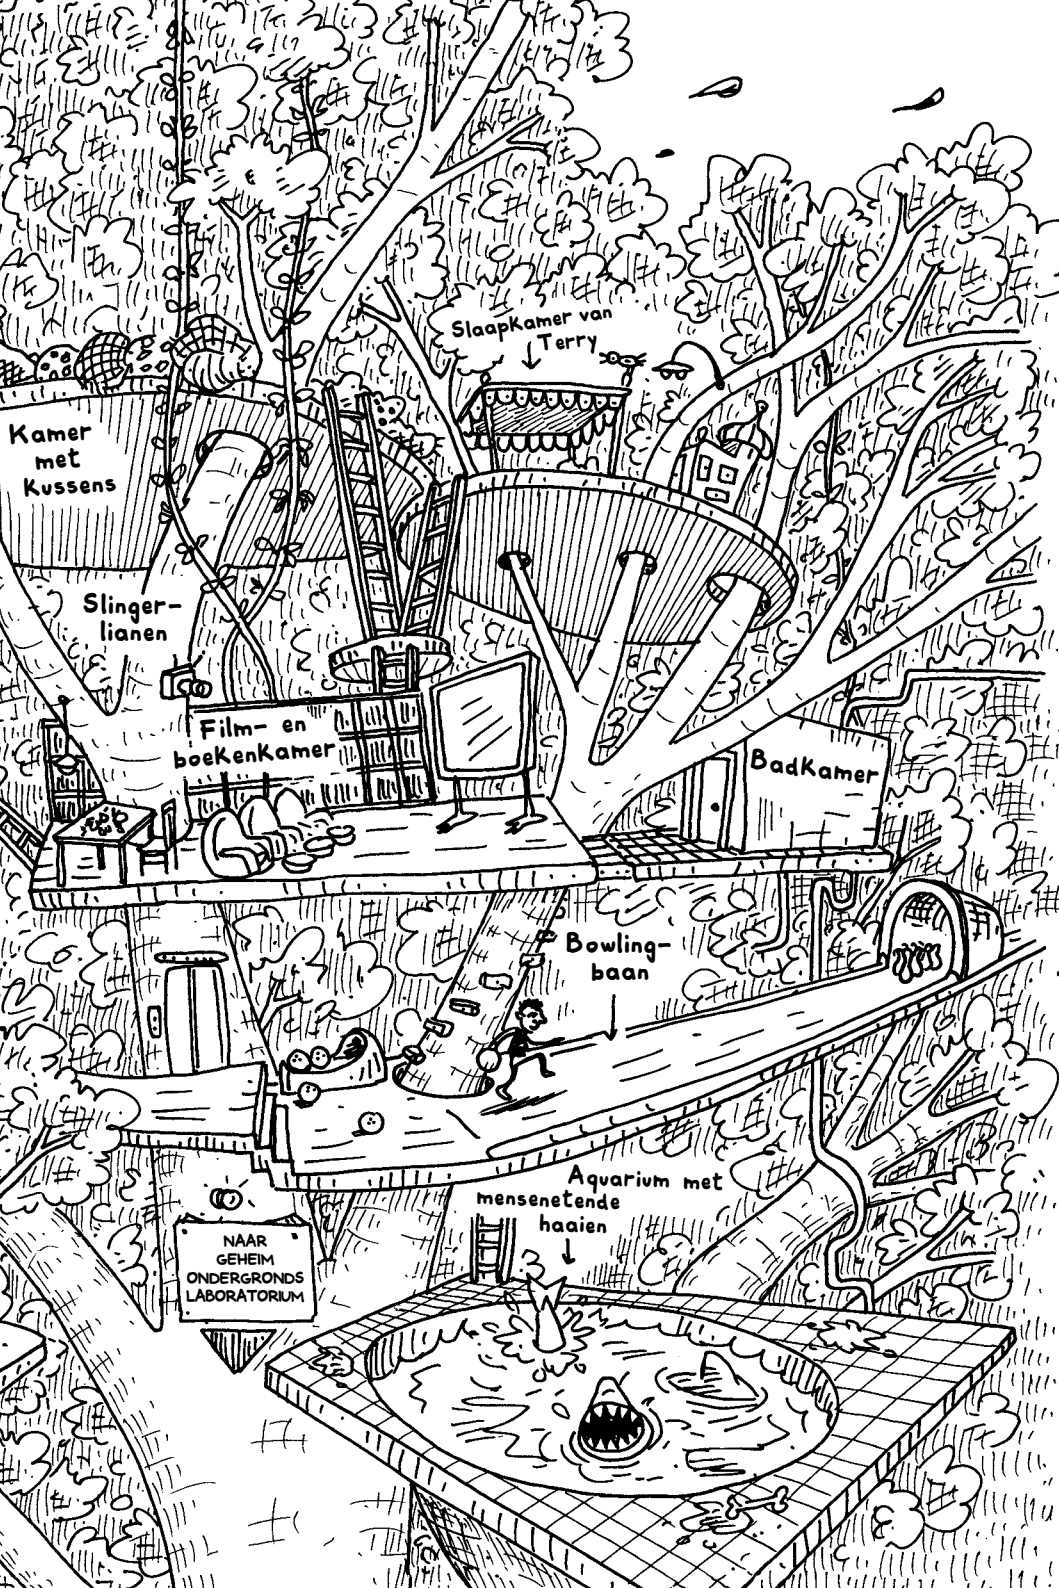 Slaapkamer van
Terry
Kamer
met
Kussens
Slinger-
lianen
Film- en
boekenkamer
Badkamer
Bowling-
baan
Aquarium met
mensenetende
haaien
NAAR
GEHEIM
ONDERGRONDS
LABORATORIUM